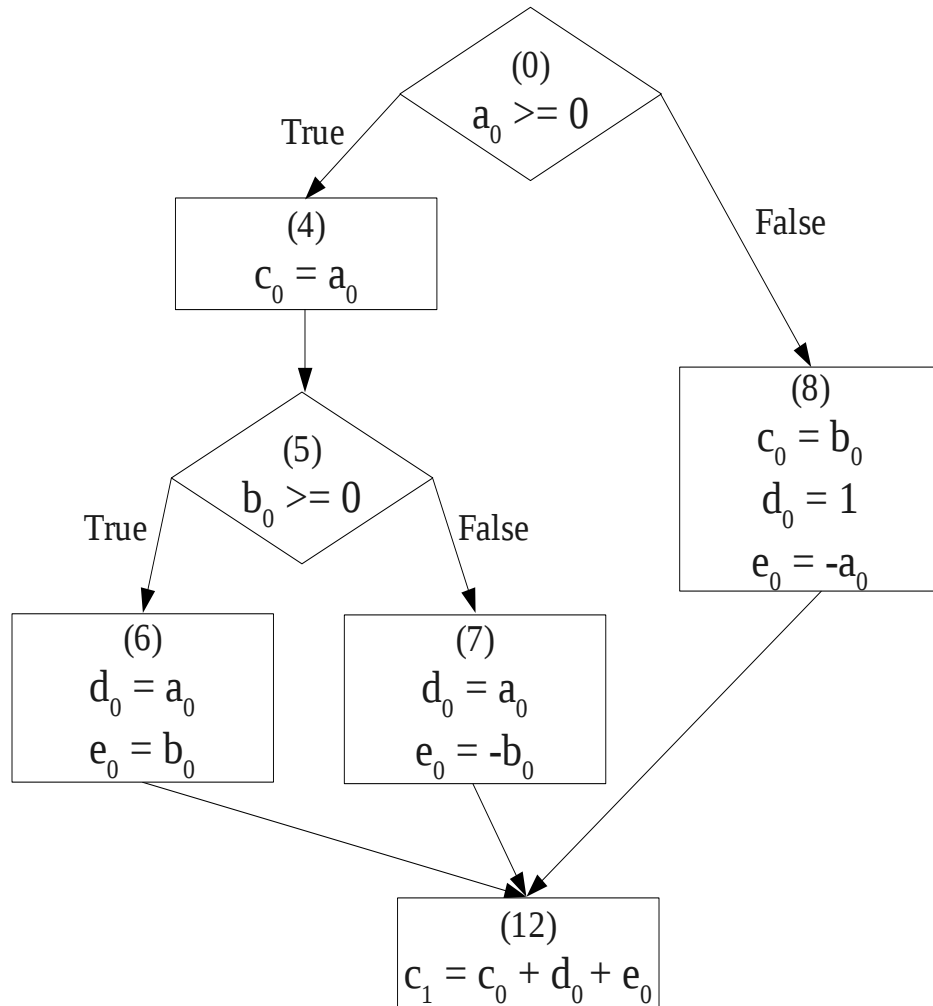 (0)
a₀ >= 0
True
False
(4)
c₀ = a₀
(5)
b₀ >= 0
True
False
(8)
c₀ = b₀
d₀ = 1
e₀ = -a₀
(6)
d₀ = a₀
e₀ = b₀
(7)
d₀ = a₀
e₀ = -b₀
(12)
c₁ = c₀ + d₀ + e₀